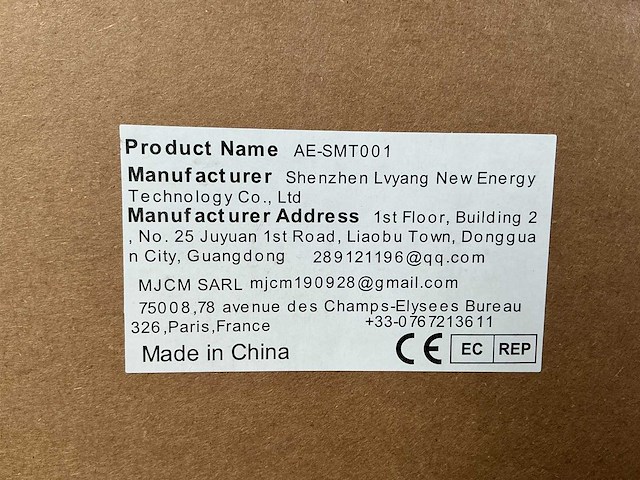 Product Name AE-SMT001
Manufacturer Shenzhen Lvyang New Energy
Technology Co., Ltd
Manufacturer Address 1st Floor, Building 2
, No. 25 Juyuan 1st Road, Liaobu Town, Donggua
n City, Guangdong 289121196@qq.com
MJCM SARL mjcm190928@gmail.com
75008,78 avenue des Champs-Elysees Bureau
326,Paris,France +33-0767213611
Made in China CE EC REP